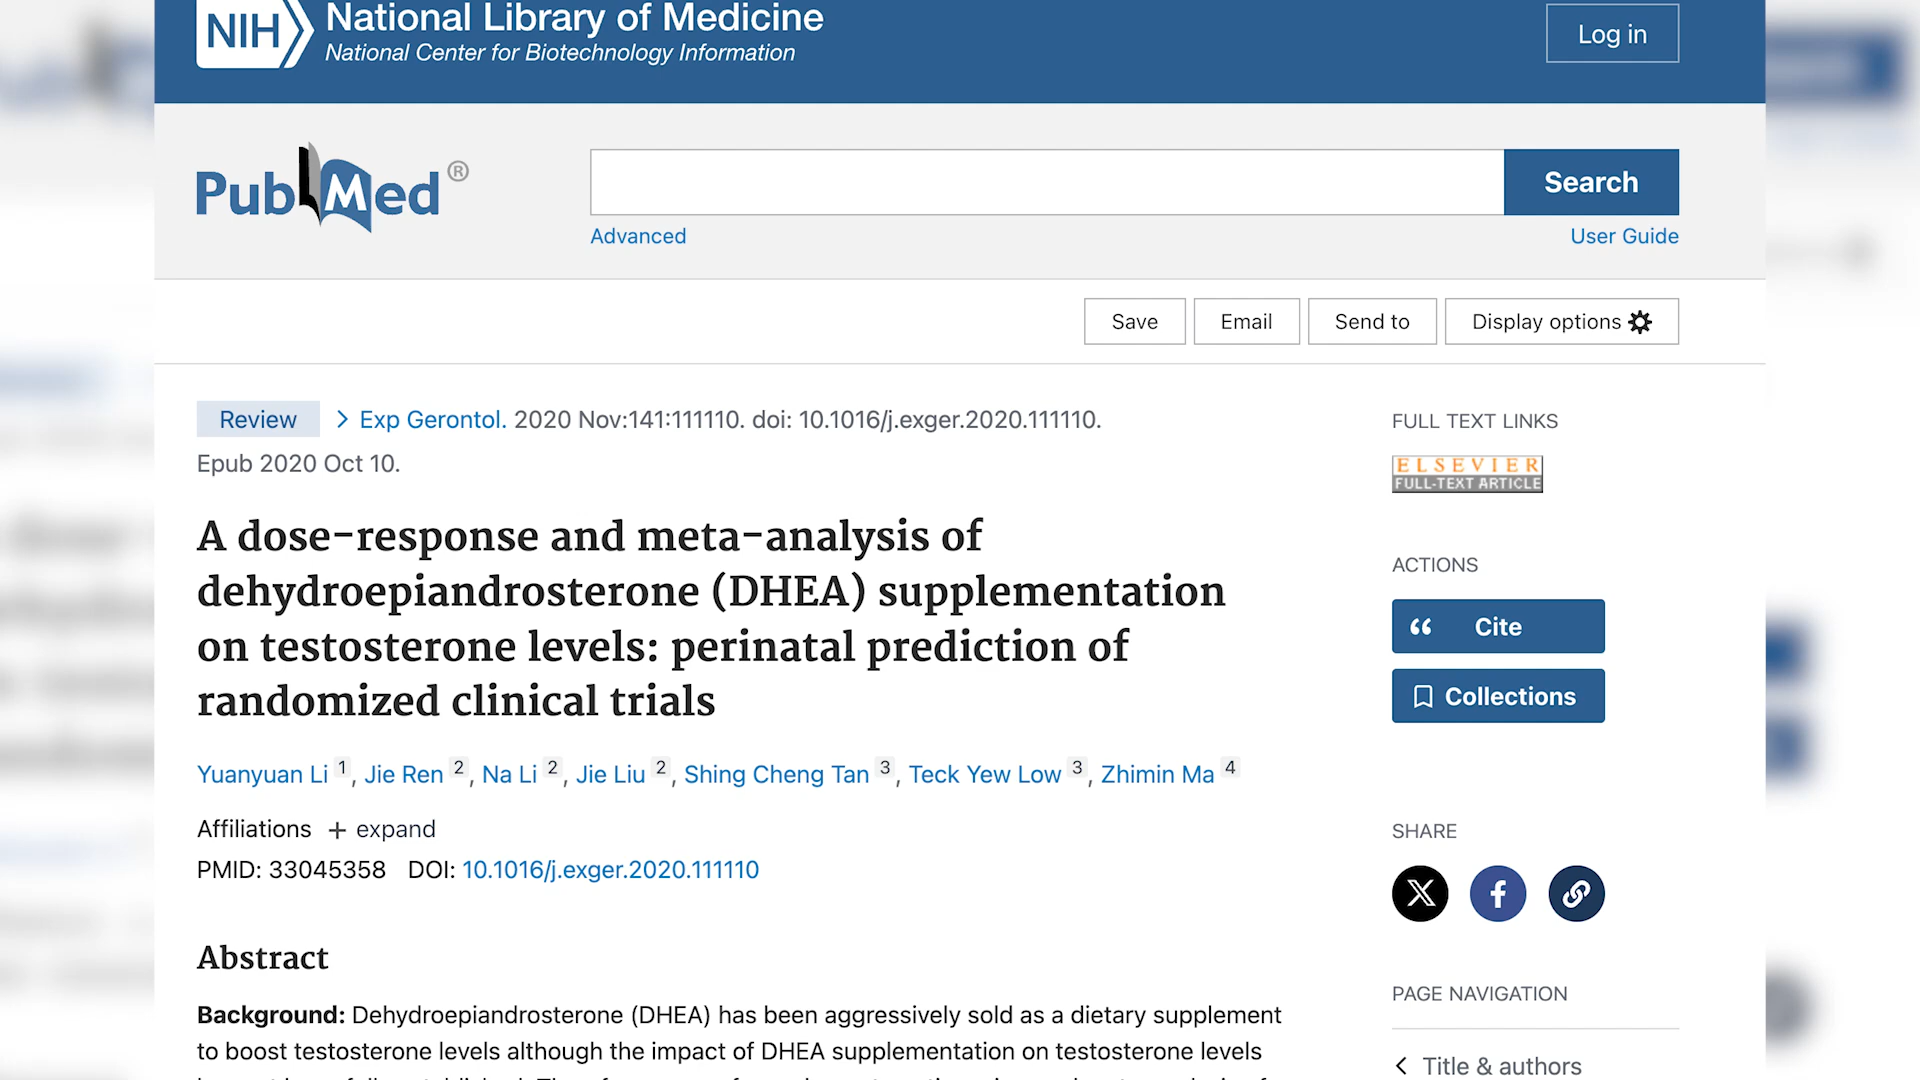 NIH National Library of Medicine
National Center for Biotechnology Information
Log in
PubMed®
Search
Advanced
User Guide
Save
Email
Send to
Display options
Review > Exp Gerontol. 2020 Nov:141:111110. doi: 10.1016/j.exger.2020.111110.
Epub 2020 Oct 10.
A dose-response and meta-analysis of
dehydroepiandrosterone (DHEA) supplementation
on testosterone levels: perinatal prediction of
randomized clinical trials
Yuanyuan Li 1, Jie Ren 2, Na Li 2, Jie Liu 2, Shing Cheng Tan 3, Teck Yew Low 3, Zhimin Ma 4
Affiliations + expand
PMID: 33045358 DOI: 10.1016/j.exger.2020.111110
Abstract
Background: Dehydroepiandrosterone (DHEA) has been aggressively sold as a dietary supplement
to boost testosterone levels although the impact of DHEA supplementation on testosterone levels
FULL TEXT LINKS
ELSEVIER
FULL-TEXT ARTICLE
ACTIONS
Cite
Collections
SHARE
PAGE NAVIGATION
Title & authors